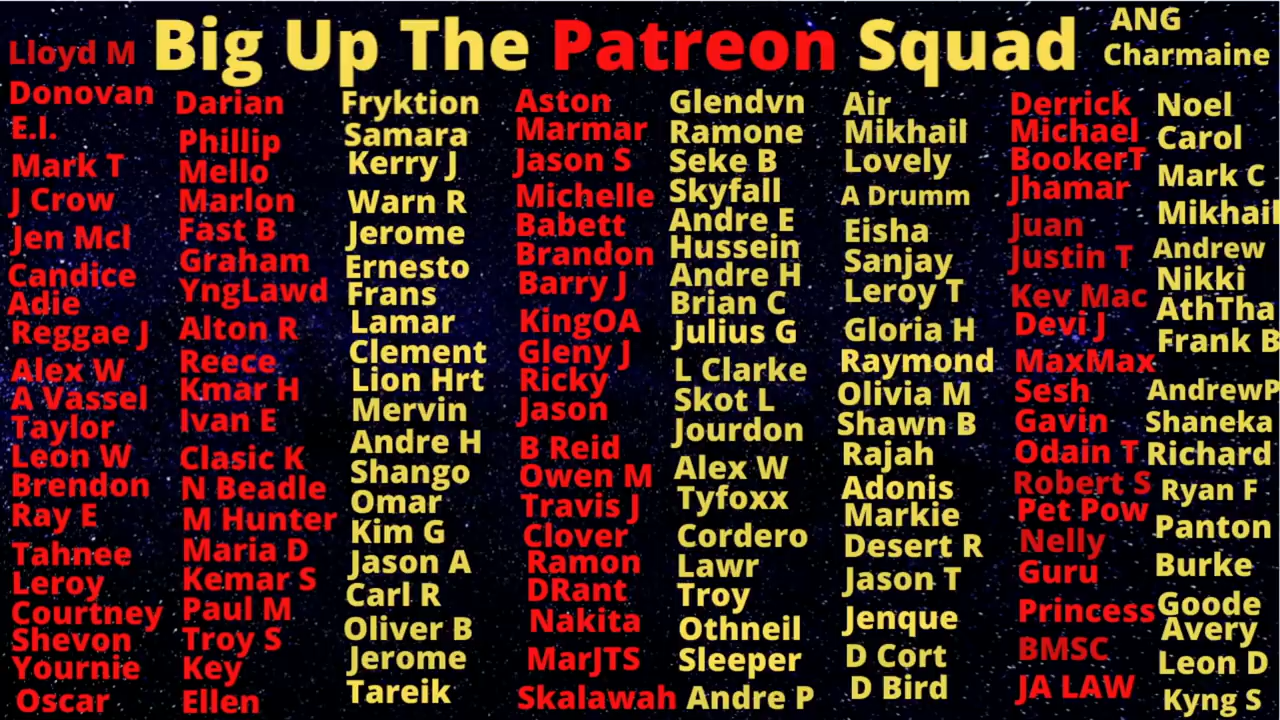 Big Up The Patreon Squad
Lloyd M
Donovan
E.I.
Mark T
J Crow
Jen Mcl
Candice
Adie
Reggae J
Alex W
A Vassel
Taylor
Leon W
Brendon
Ray E
Tahnee
Leroy
Courtney
Shevon
Yournie
Oscar
Darian
Phillip
Mello
Marlon
Fast B
Graham
YngLawd
Alton R
Reece
Kmar H
Ivan E
Clasic K
N Beadle
M Hunter
Maria D
Kemar S
Paul M
Troy S
Key
Ellen
Fryktion
Samara
Kerry J
Warn R
Jerome
Ernesto
Frans
Lamar
Clement
Lion Hrt
Mervin
Andre H
Shango
Omar
Kim G
Jason A
Carl R
Oliver B
Jerome
Tareik
Aston
Marmar
Jason S
Michelle
Babett
Brandon
Barry J
KingOA
Gleny J
Ricky
Jason
B Reid
Owen M
Travis J
Clover
Ramon
DRant
Nakita
MarJTS
Skalawah
Glendvn
Ramone
Seke B
Skyfall
Andre E
Hussein
Andre H
Brian C
Julius G
L Clarke
Skot L
Jourdon
Alex W
Tyfoxx
Cordero
Lawr
Troy
Othneil
Sleeper
Andre P
Air
Mikhail
Lovely
A Drumm
Eisha
Sanjay
Leroy T
Gloria H
Raymond
Olivia M
Shawn B
Rajah
Adonis
Markie
Desert R
Jason T
Jenque
D Cort
D Bird
Derrick
Michael
BookerT
Jhamar
Juan
Justin T
Kev Mac
Devi J
MaxMax
Sesh
Gavin
Odain T
Robert S
Pet Pow
Nelly
Guru
Princess
BMSC
JA LAW
ANG
Charmaine
Noel
Carol
Mark C
Mikhail
Andrew
Nikki
AthTha
Frank B
AndrewP
Shaneka
Richard
Ryan F
Panton
Burke
Goode
Avery
Leon D
Kyng S